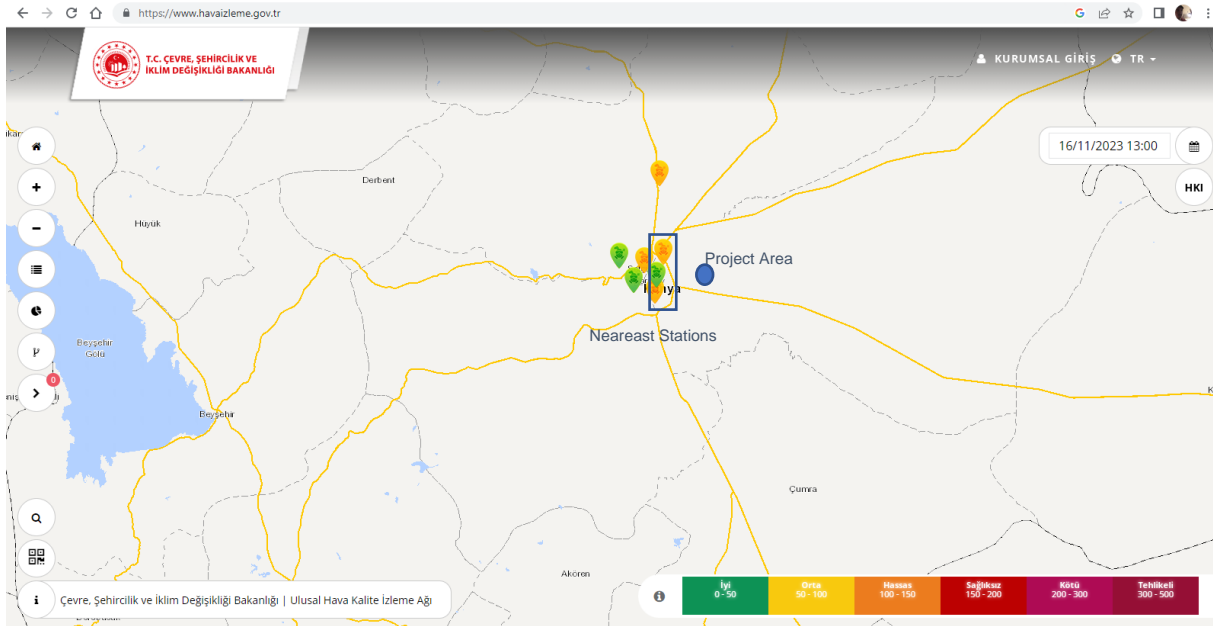 https://www.havaizleme.gov.tr
T.C. ÇEVRE, ŞEHİRCİLİK VE
İKLİM DEĞİŞİKLİĞİ BAKANLIĞI
KURUMSAL GİRİŞ
TR
16/11/2023 13:00
HKI
Derbent
Hüyük
Project Area
Neareast Stations
Beyşehir
Gölü
0
Beyşehir
Çumra
Akören
Çevre, Şehircilik ve İklim Değişikliği Bakanlığı | Ulusal Hava Kalite İzleme Ağı
İyi
0 - 50
Orta
50 - 100
Hassas
100 - 150
Sağlıksız
150 - 200
Kötü
200 - 300
Tehlikeli
300 - 500